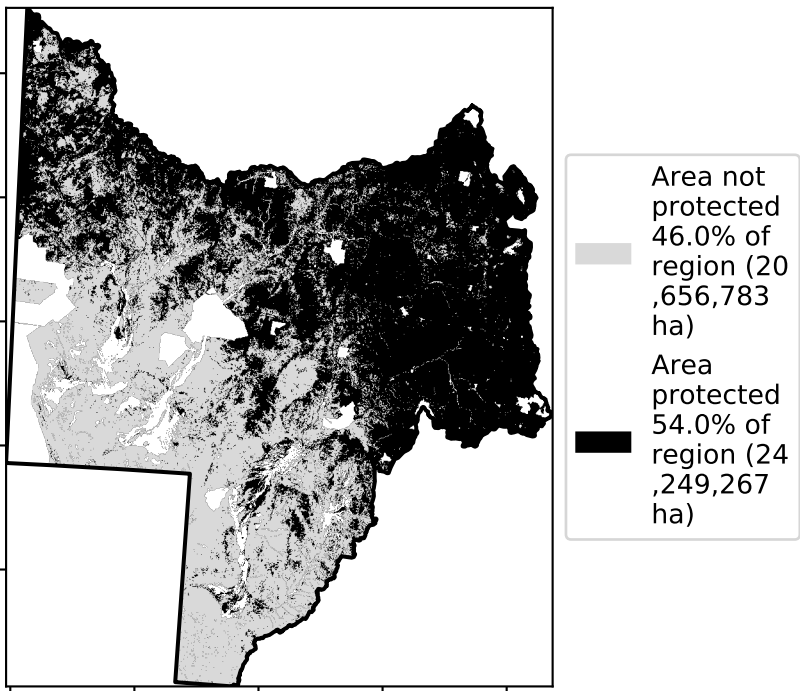 Area not
protected
46.0% of
region (20
,656,783
ha)
Area
protected
54.0% of
region (24
,249,267
ha)